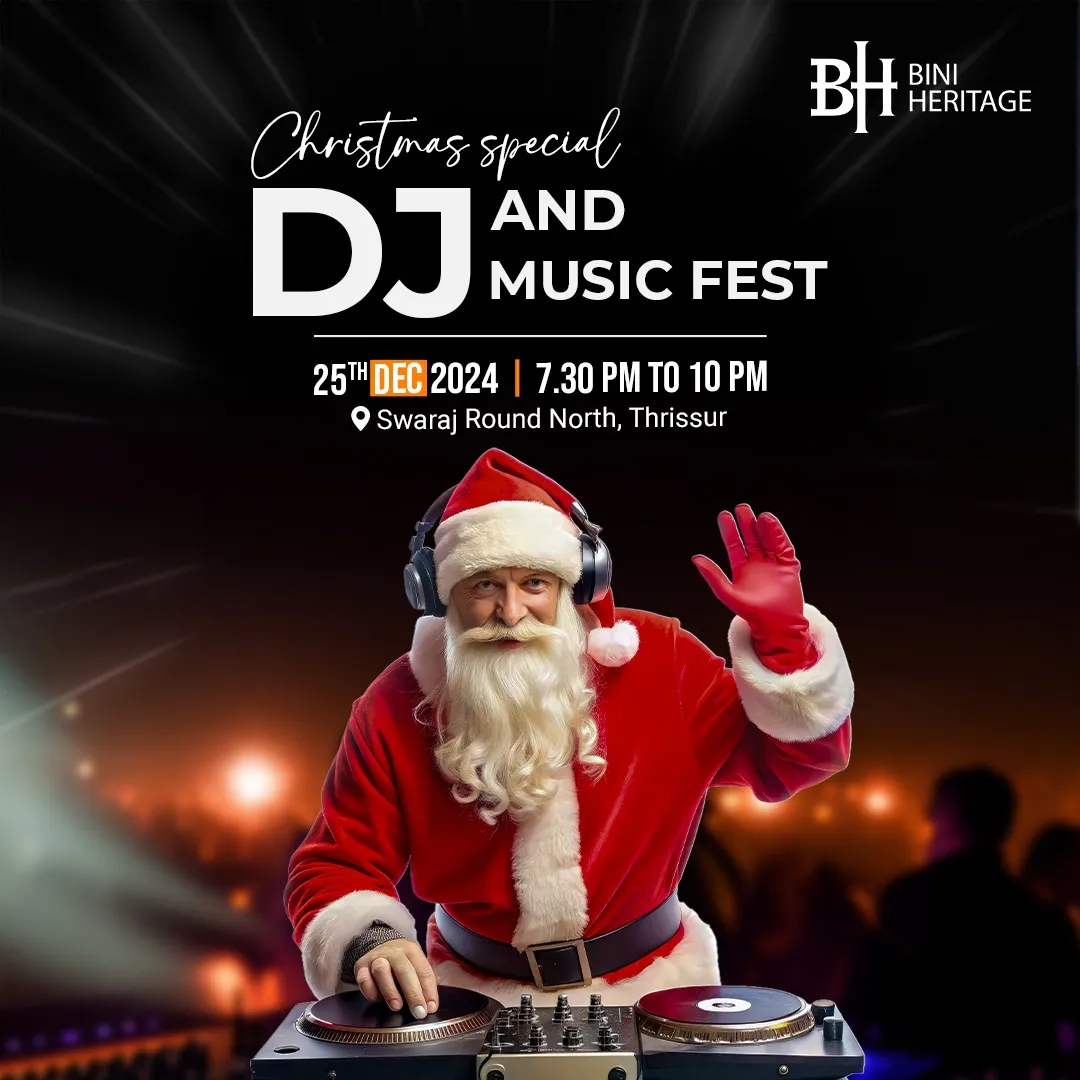 BH BINI
HERITAGE
Christmas special
DJ AND
MUSIC FEST
25TH DEC 2024 | 7.30 PM TO 10 PM
Swaraj Round North, Thrissur